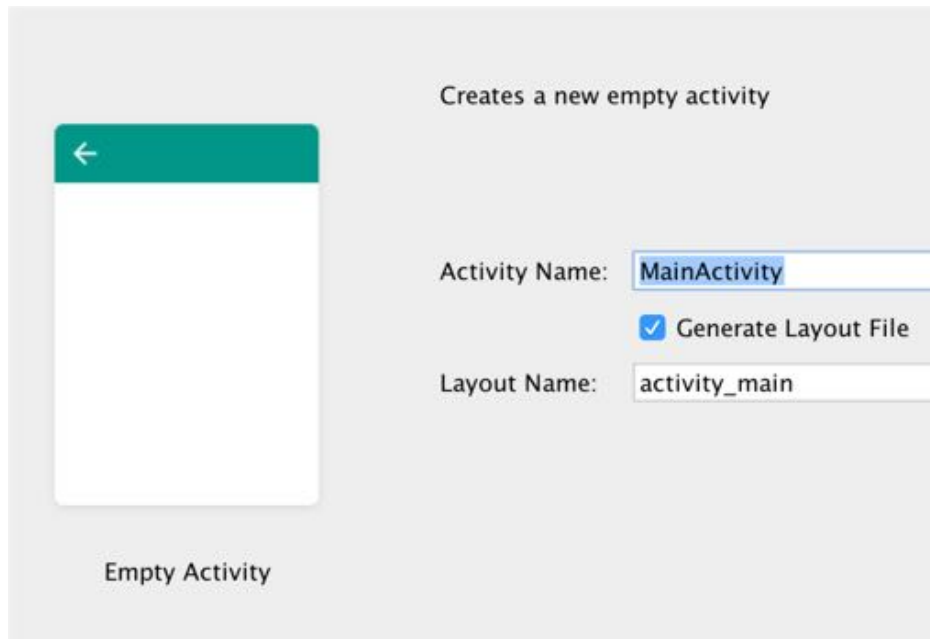 Creates a new empty activity
Activity Name: MainActivity
Generate Layout File
Layout Name: activity_main
Empty Activity